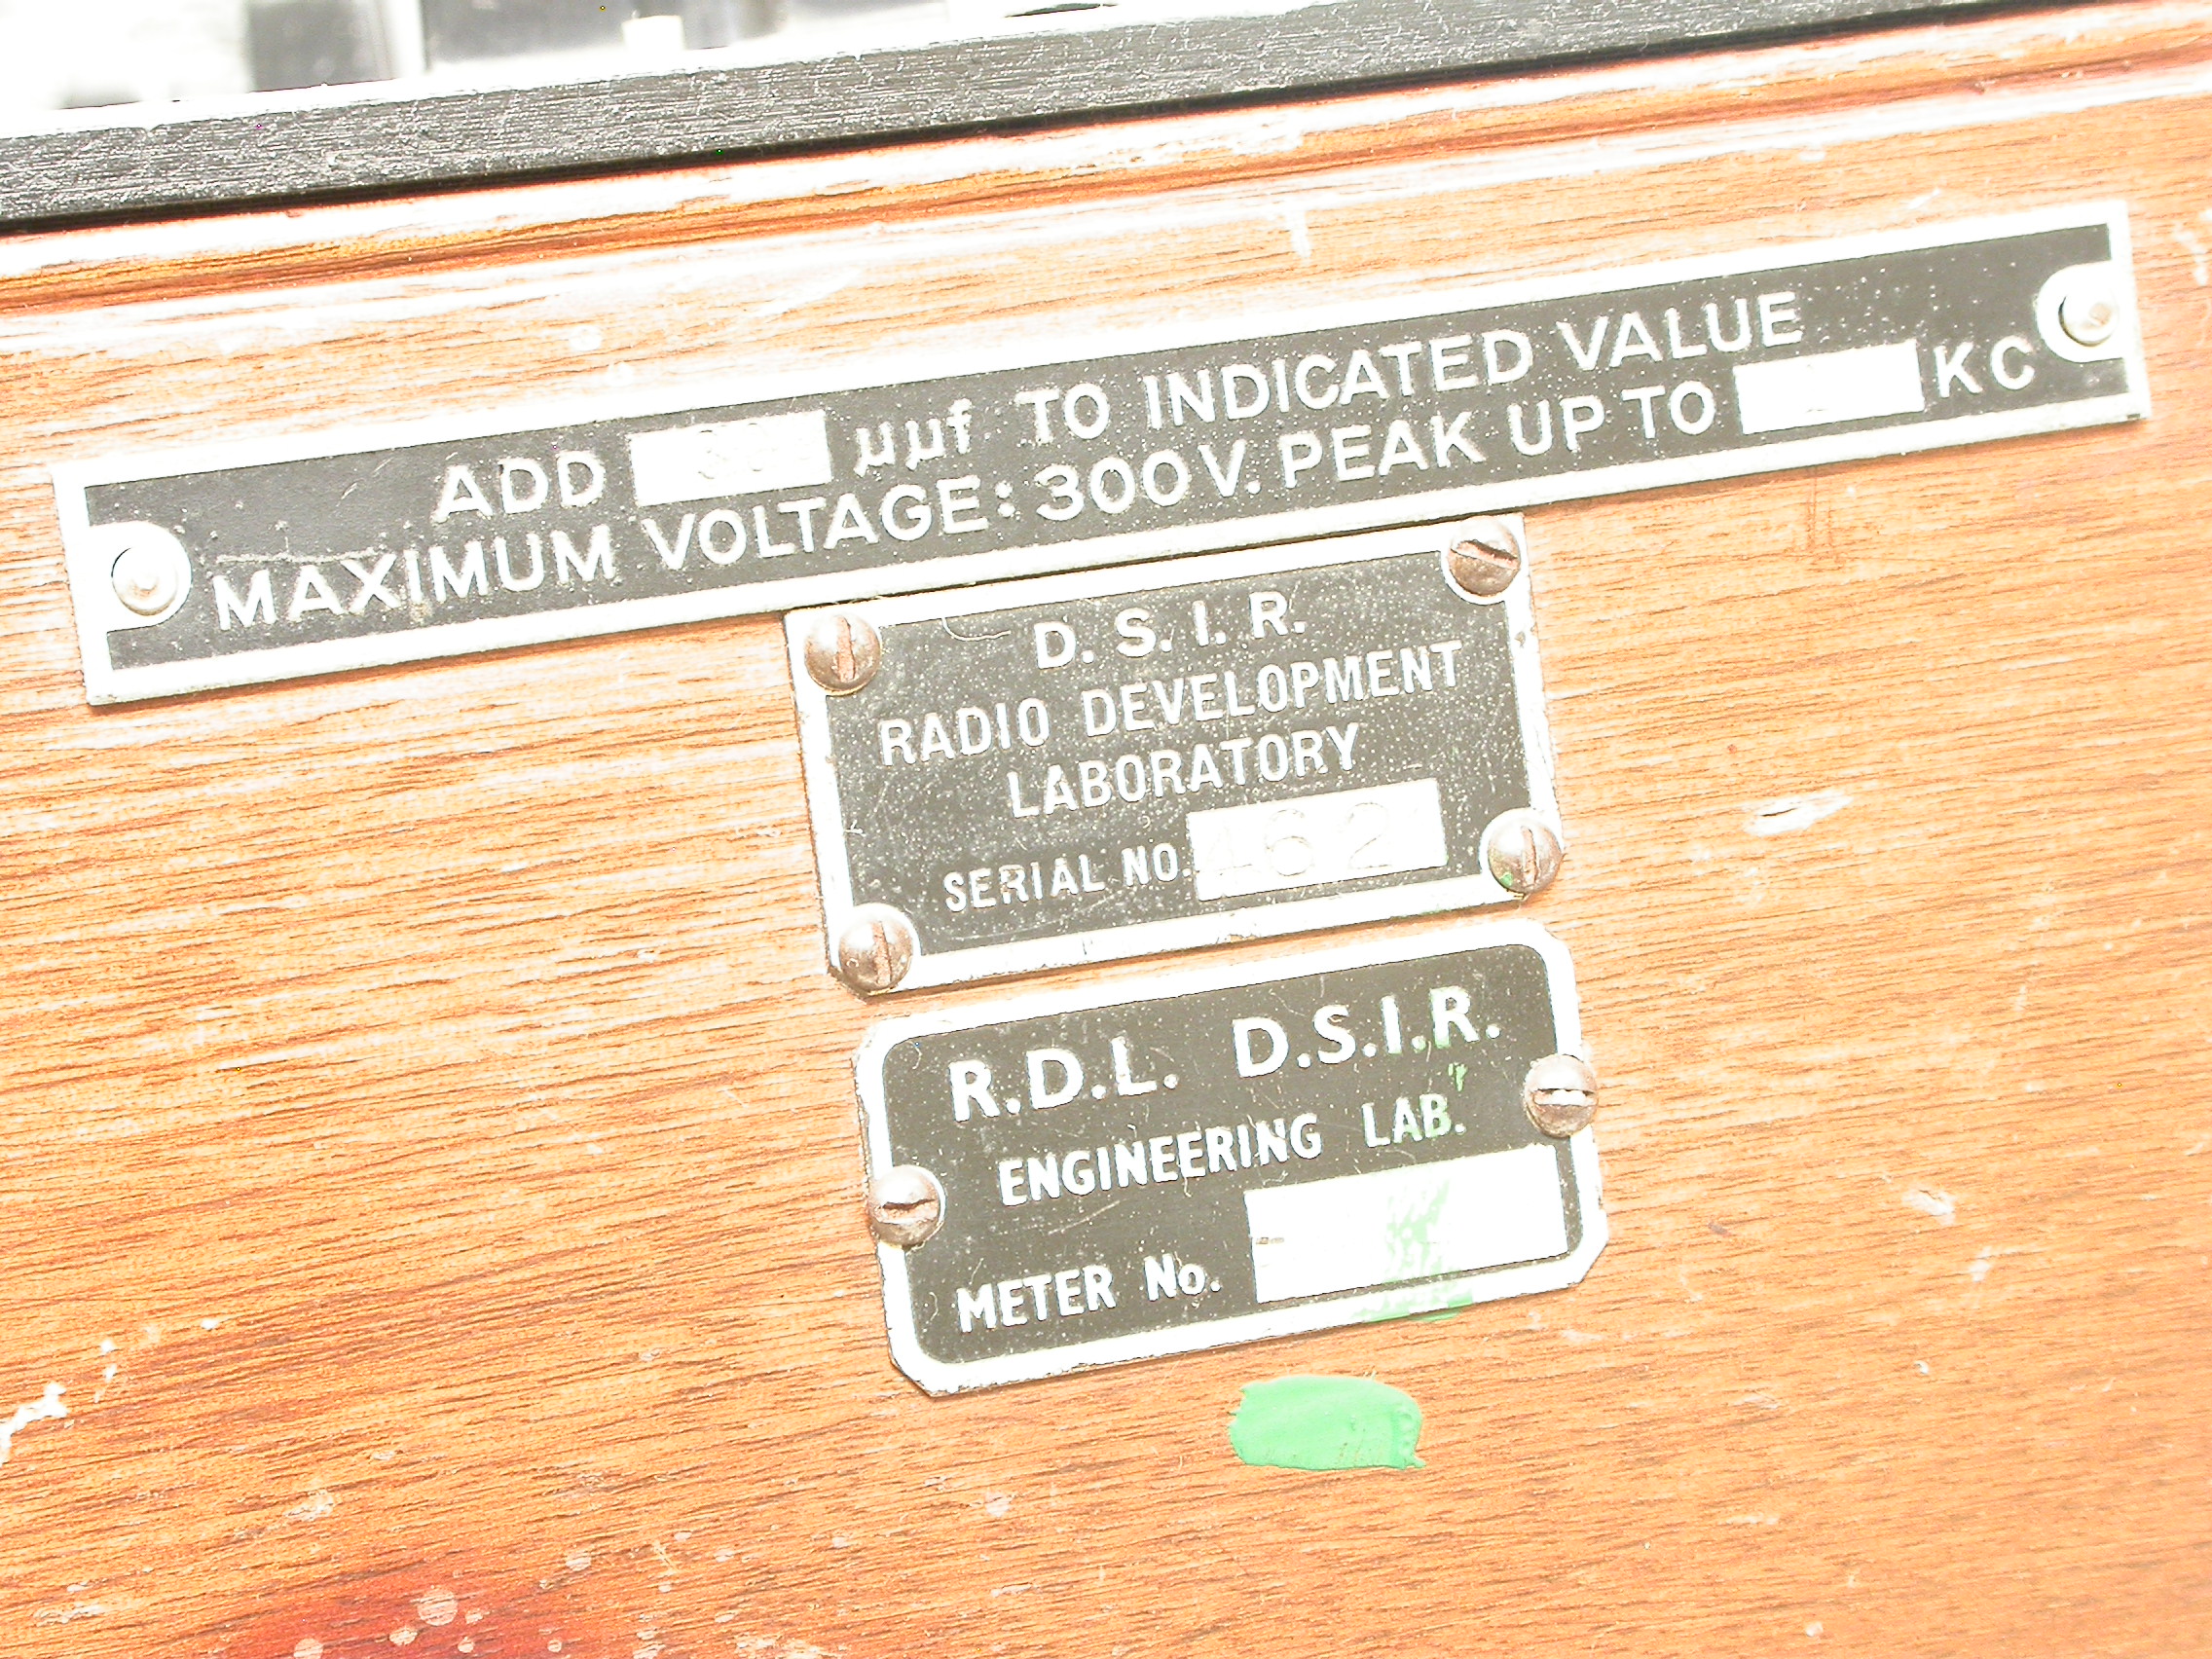 ADD µµf TO INDICATED VALUE
MAXIMUM VOLTAGE: 300V. PEAK UP TO KC
D. S. I. R.
RADIO DEVELOPMENT
LABORATORY
SERIAL NO. 462
R.D.L. D.S.I.R.
ENGINEERING LAB.
METER No.